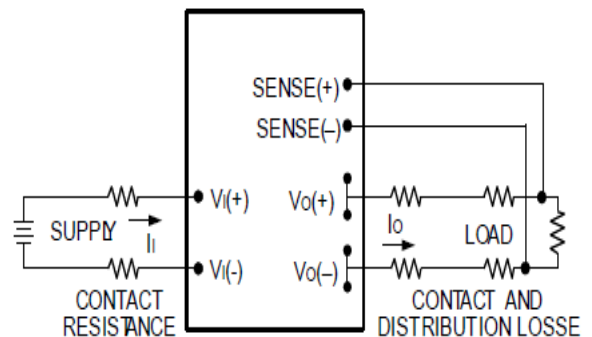 SENSE(+)
SENSE(–)
VI(+)
VO(+)
IO
SUPPLY
II
LOAD
VI(-)
VO(–)
CONTACT
RESISTANCE
CONTACT AND
DISTRIBUTION LOSSE